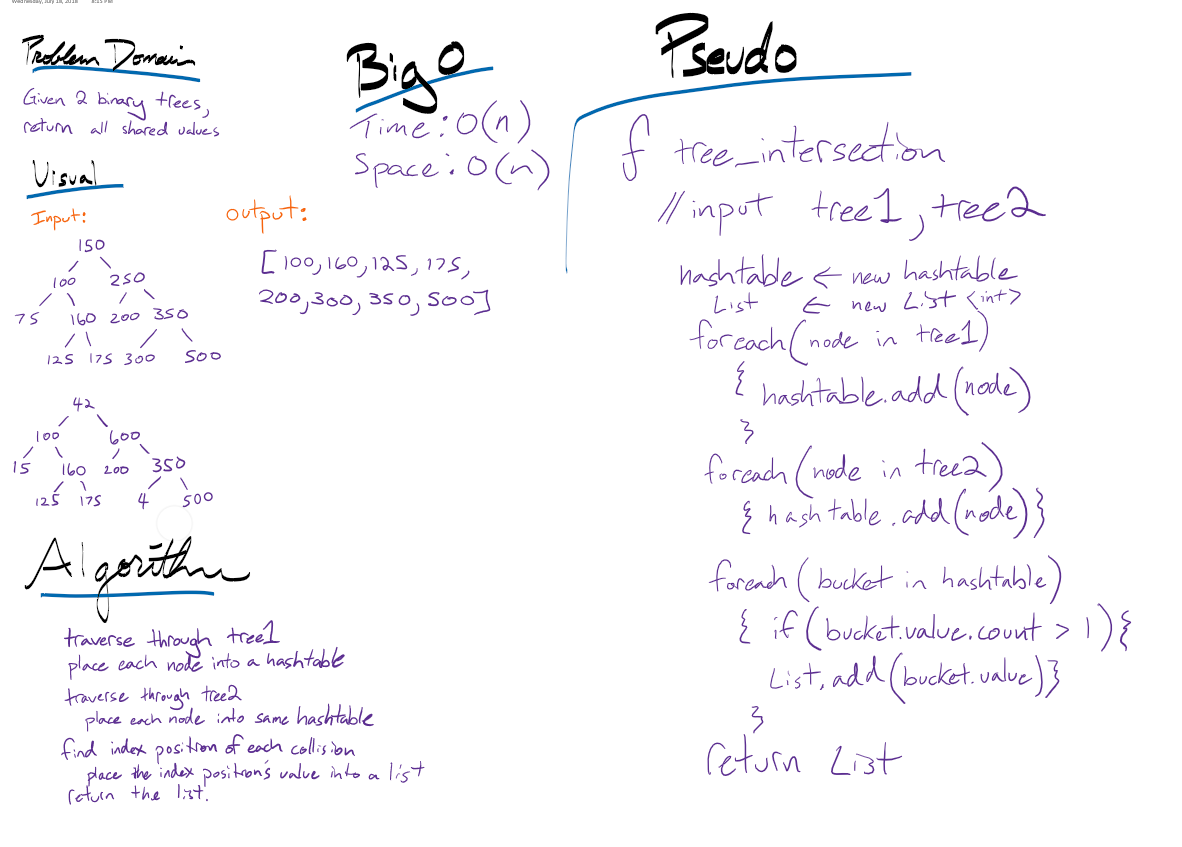 Wednesday, July 18, 2018 8:15 PM
Problem Domain
Given 2 binary trees,
return all shared values
Visual
Input:
150
100 250
75 160 200 350
125 175 300 500
42
100 600
15 160 200 350
125 175 4 500
output:
[100,160,125,175,
200,300,350,500]
Algorithm
traverse through tree1
place each node into a hashtable
traverse through tree2
place each node into same hashtable
find index position of each collision
place the index position's value into a list
return the list.
Big O
Time: O(n)
Space: O(n)
Pseudo
f tree_intersection
// input tree1, tree2
hashtable ← new hashtable
List ← new List <int>
foreach(node in tree1)
{ hashtable.add(node)
}
foreach(node in tree2)
{ hashtable.add(node)}
foreach(bucket in hashtable)
{ if(bucket.value.count > 1){
List.add(bucket.value)}
}
return List